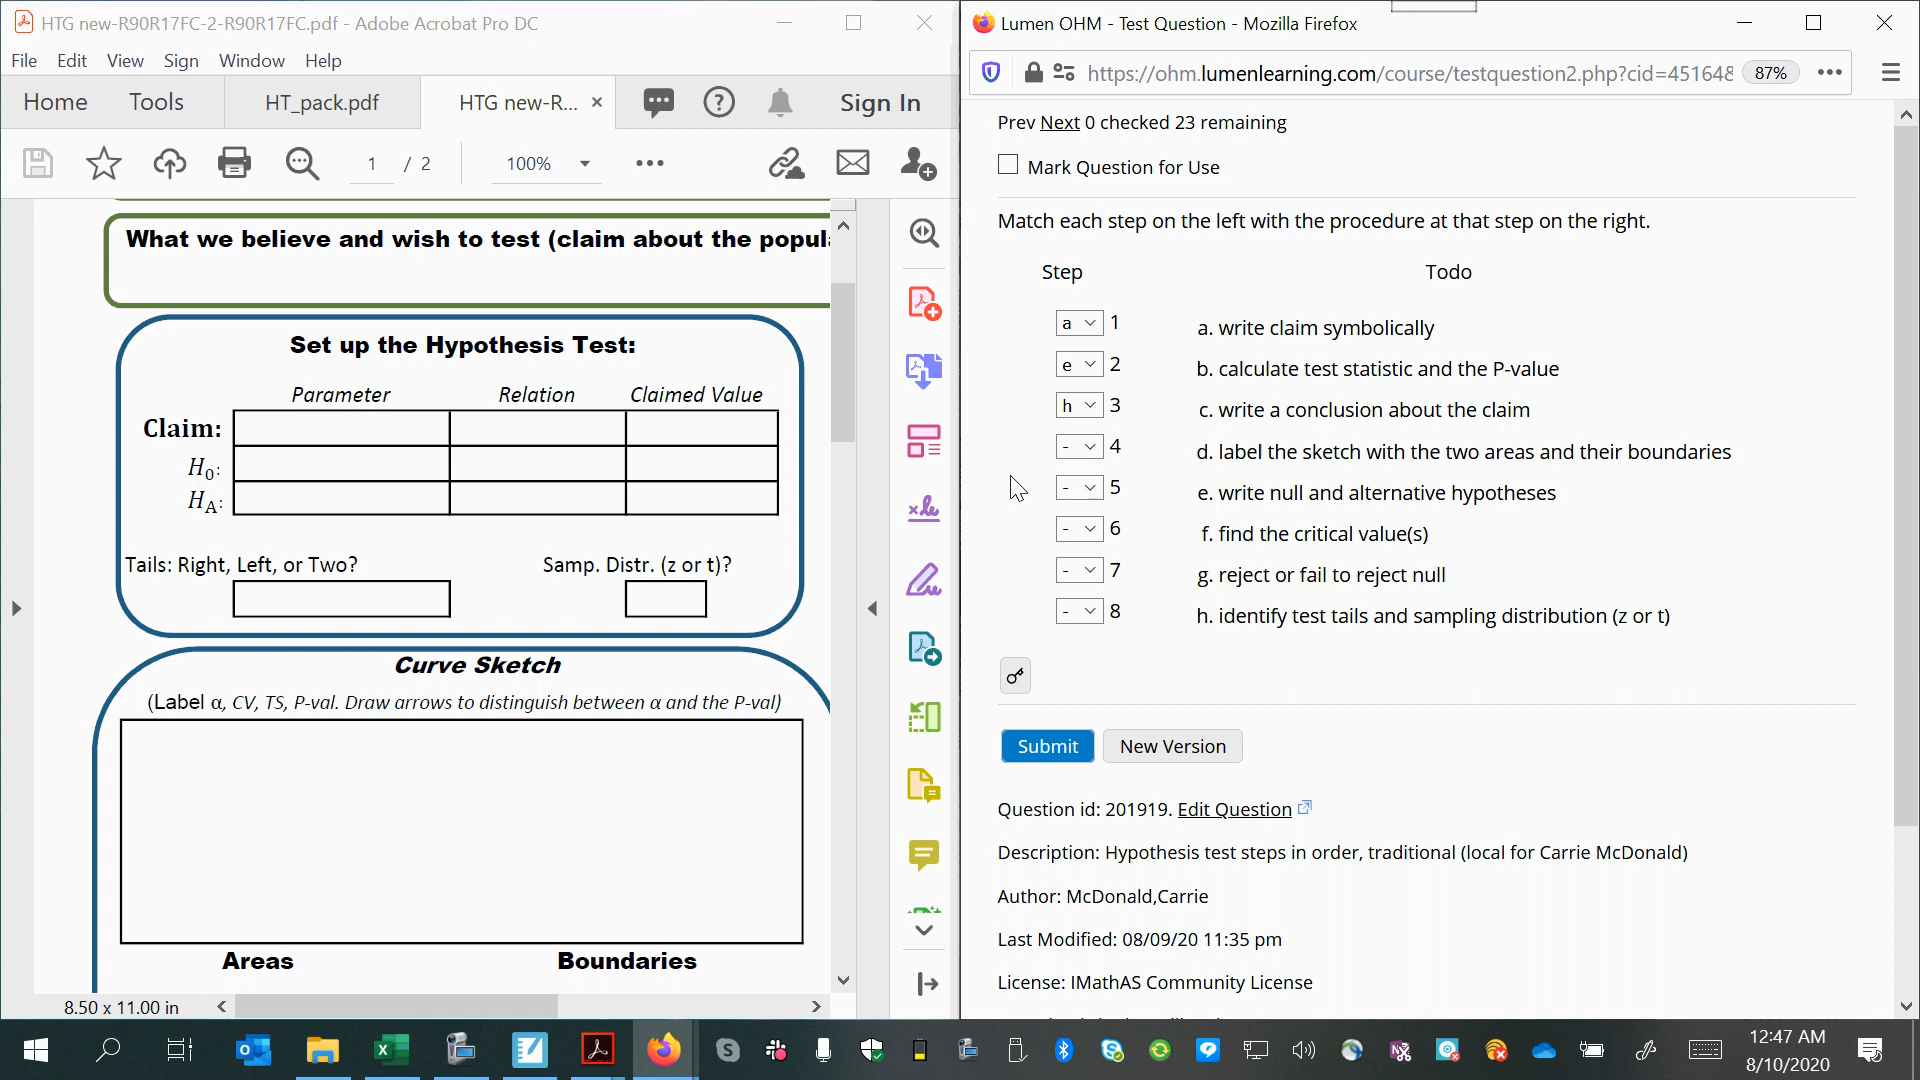 HTG new-R90R17FC-2-R90R17FC.pdf - Adobe Acrobat Pro DC
File Edit View Sign Window Help
Home Tools HT_pack.pdf HTG new-R... × Sign In
1 / 2 100%
What we believe and wish to test (claim about the popul
Set up the Hypothesis Test:
Parameter Relation Claimed Value
Claim:
H0:
HA:
Tails: Right, Left, or Two? Samp. Distr. (z or t)?
Curve Sketch
(Label α, CV, TS, P-val. Draw arrows to distinguish between α and the P-val)
Areas Boundaries
8.50 x 11.00 in
Lumen OHM - Test Question - Mozilla Firefox
https://ohm.lumenlearning.com/course/testquestion2.php?cid=451648 87%
Prev Next 0 checked 23 remaining
Mark Question for Use
Match each step on the left with the procedure at that step on the right.
Step Todo
a 1 a. write claim symbolically
e 2 b. calculate test statistic and the P-value
h 3 c. write a conclusion about the claim
- 4 d. label the sketch with the two areas and their boundaries
- 5 e. write null and alternative hypotheses
- 6 f. find the critical value(s)
- 7 g. reject or fail to reject null
- 8 h. identify test tails and sampling distribution (z or t)
Submit New Version
Question id: 201919. Edit Question
Description: Hypothesis test steps in order, traditional (local for Carrie McDonald)
Author: McDonald,Carrie
Last Modified: 08/09/20 11:35 pm
License: IMathAS Community License
12:47 AM
8/10/2020